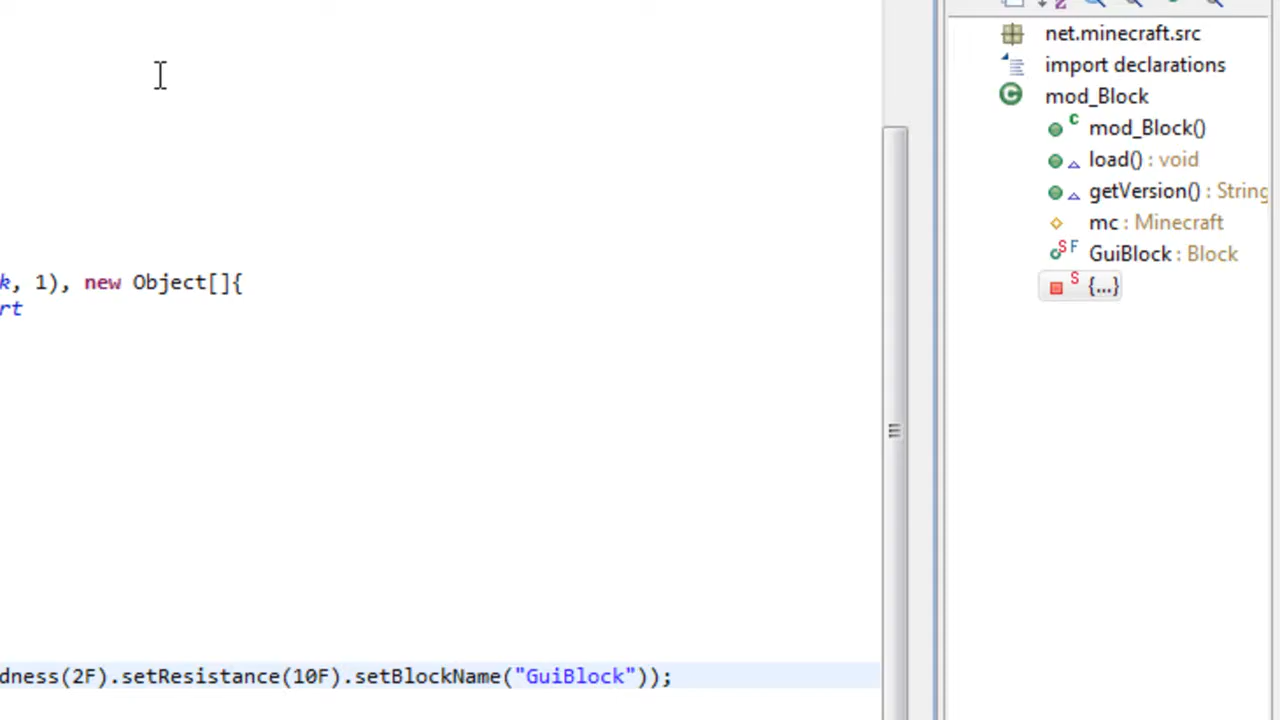 k, 1), new Object[]{
rt
dness(2F).setResistance(10F).setBlockName("GuiBlock"));
net.minecraft.src
import declarations
mod_Block
mod_Block()
load() : void
getVersion() : String
mc : Minecraft
GuiBlock : Block
{...}